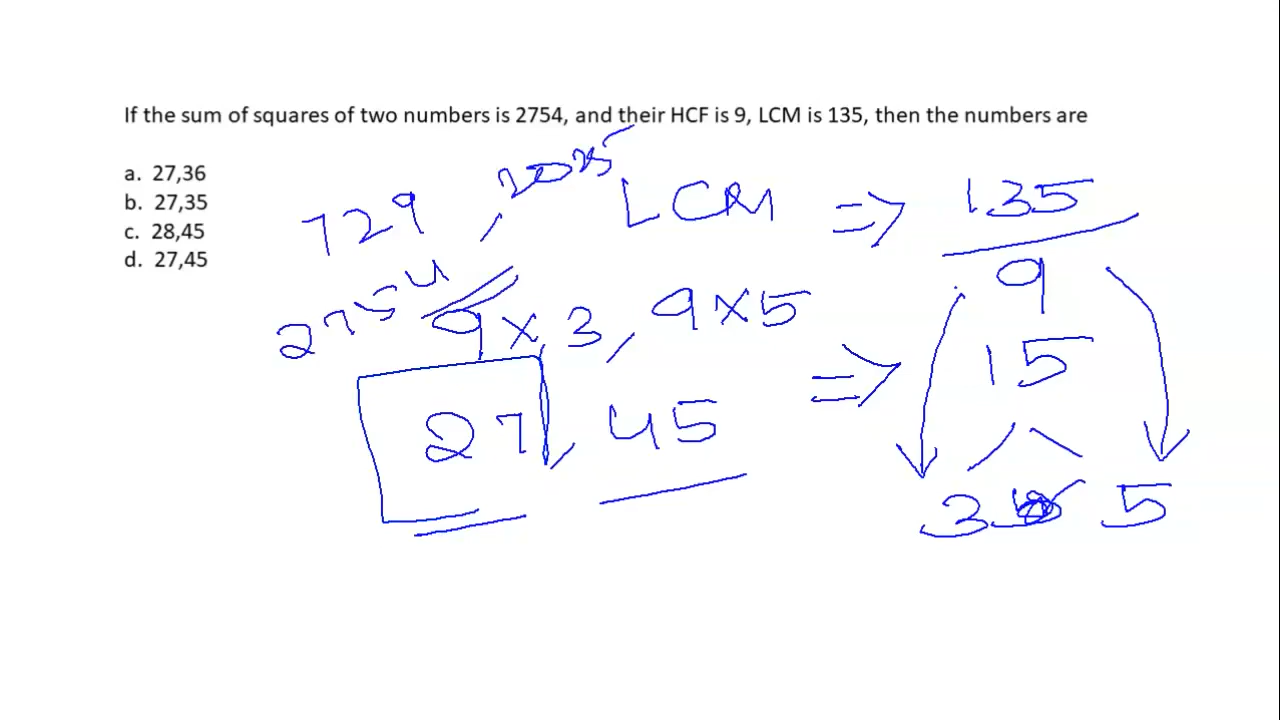 If the sum of squares of two numbers is 2754, and their HCF is 9, LCM is 135, then the numbers are
a. 27,36
b. 27,35
c. 28,45
d. 27,45
729 , 2025
LCM => 135
9
2754
9 x 3, 9 x 5
=> 15
27, 45
3 5